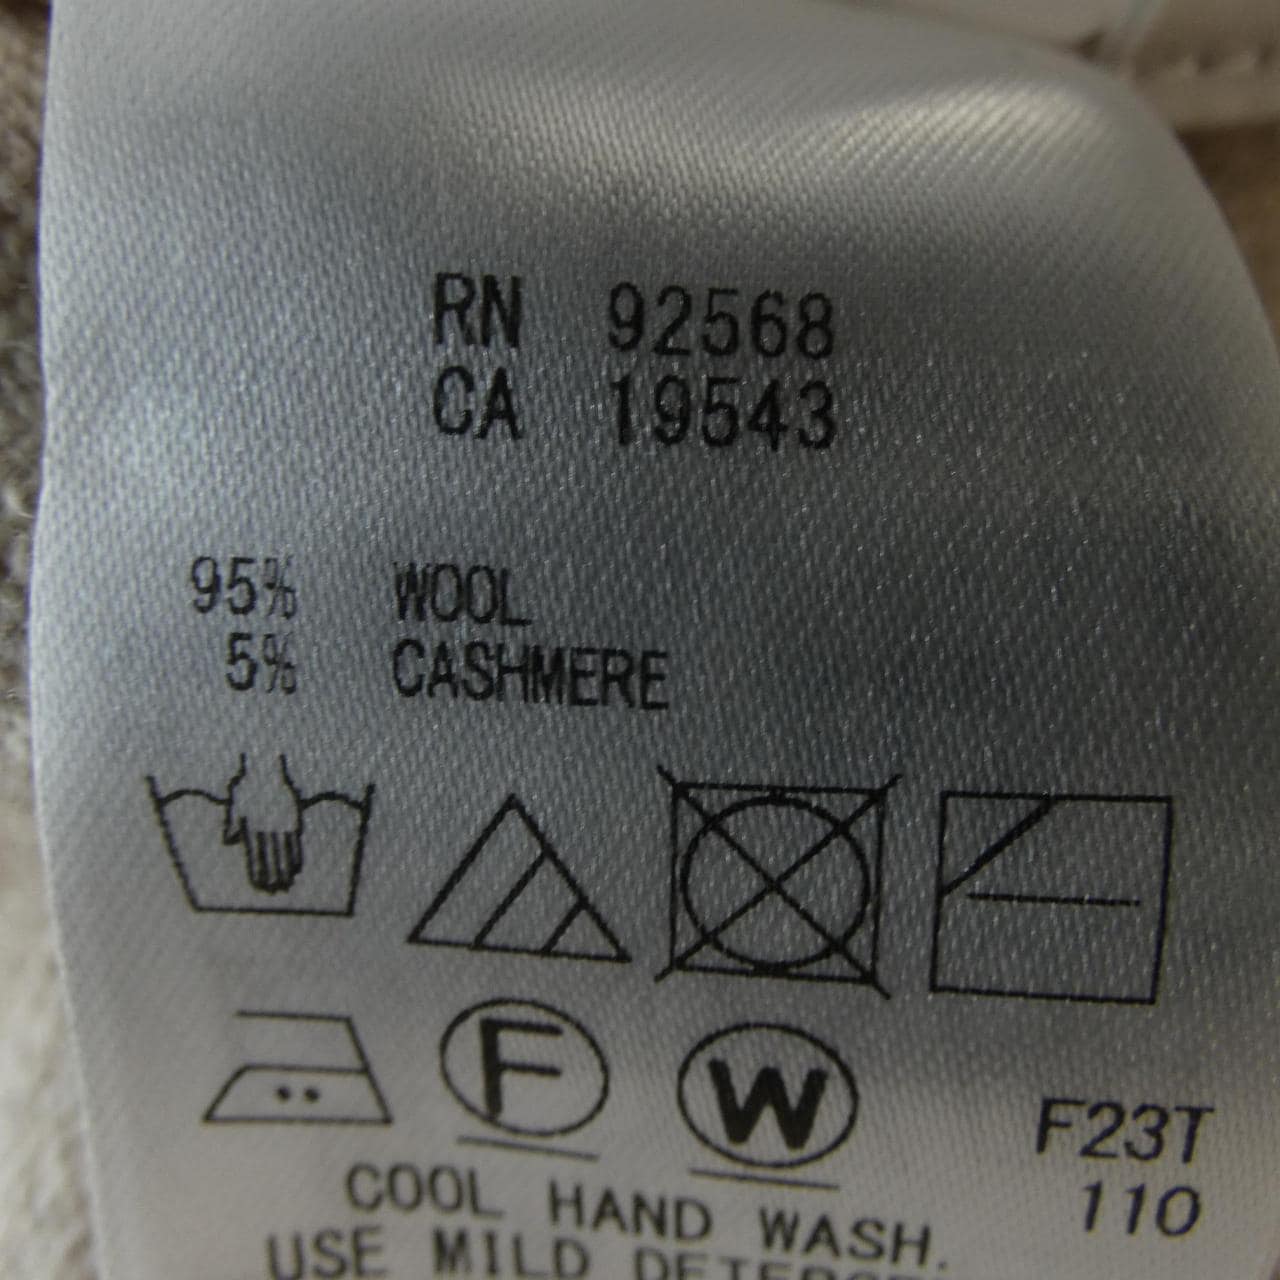 RN 92568
CA 19543
95% WOOL
5% CASHMERE
F
W
F23T
110
COOL HAND WASH.
USE MILD